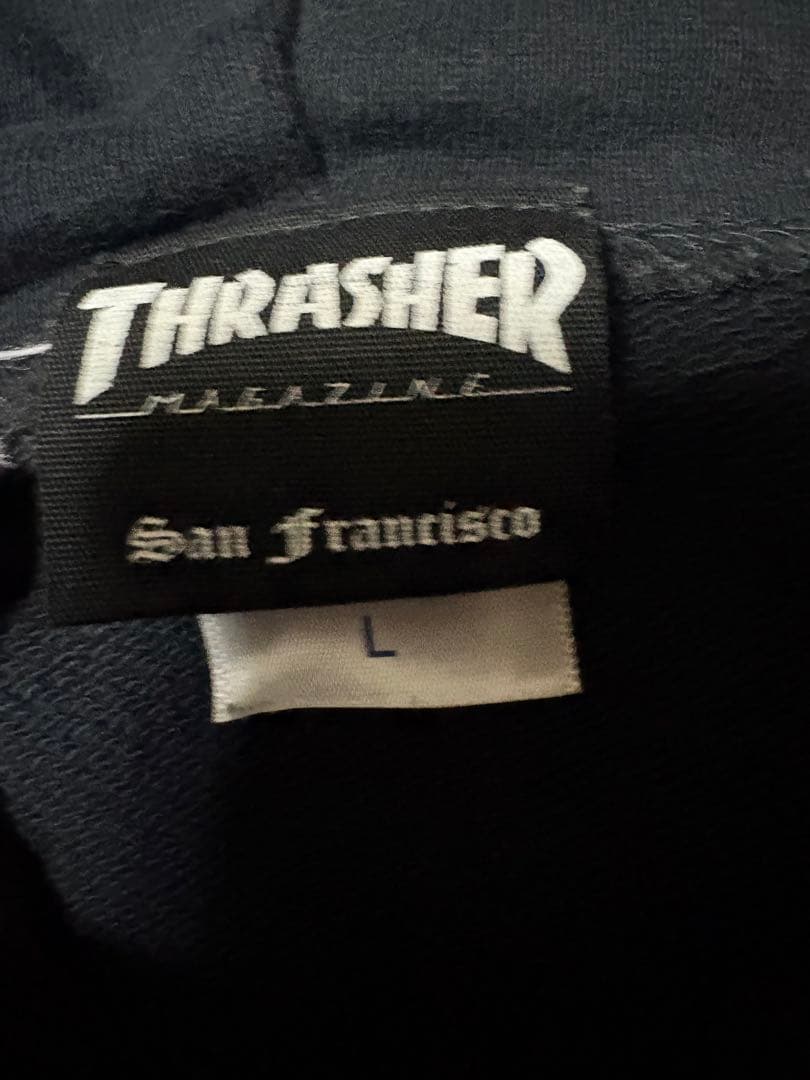 THRASHER
MAGAZINE
San Francisco
L